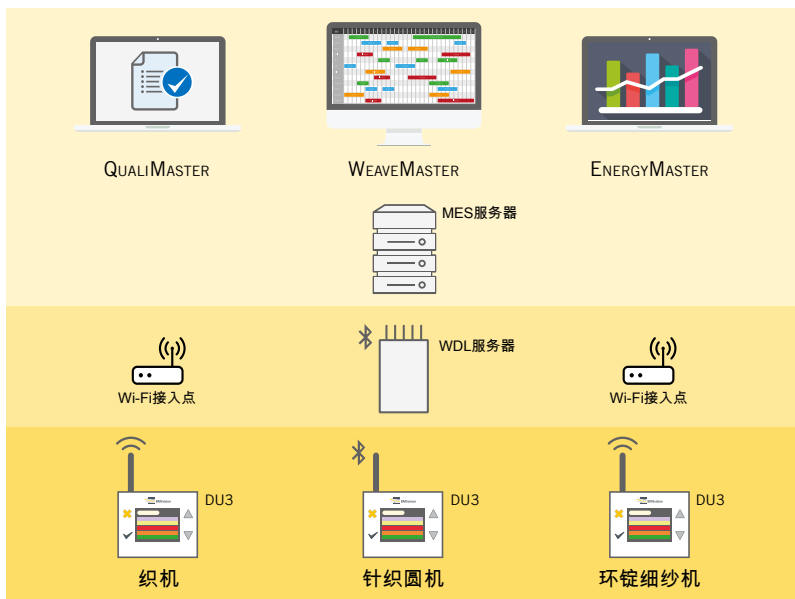 QUALIMASTER
WEAVEMASTER
ENERGYMASTER
MES服务器
WDL服务器
Wi-Fi接入点
Wi-Fi接入点
DU3
DU3
DU3
织机
针织圆机
环锭细纱机